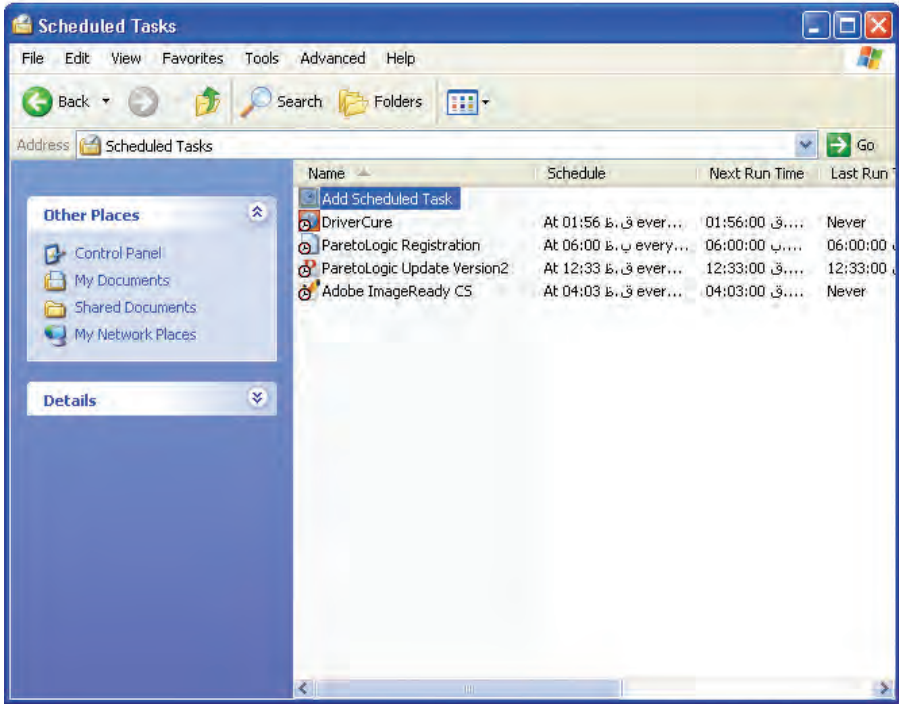 Scheduled Tasks
File Edit View Favorites Tools Advanced Help
Back Search Folders
Address Scheduled Tasks Go
Name Schedule Next Run Time Last Run
Other Places
Control Panel
My Documents
Shared Documents
My Network Places
Details
Add Scheduled Task
DriverCure At 01:56 ق.ظ ever... 01:56:00 ق.... Never
ParetoLogic Registration At 06:00 ب.ظ every... 06:00:00 ب.... 06:00:00
ParetoLogic Update Version2 At 12:33 ق.ظ ever... 12:33:00 ق.... 12:33:00
Adobe ImageReady CS At 04:03 ق.ظ ever... 04:03:00 ق.... Never